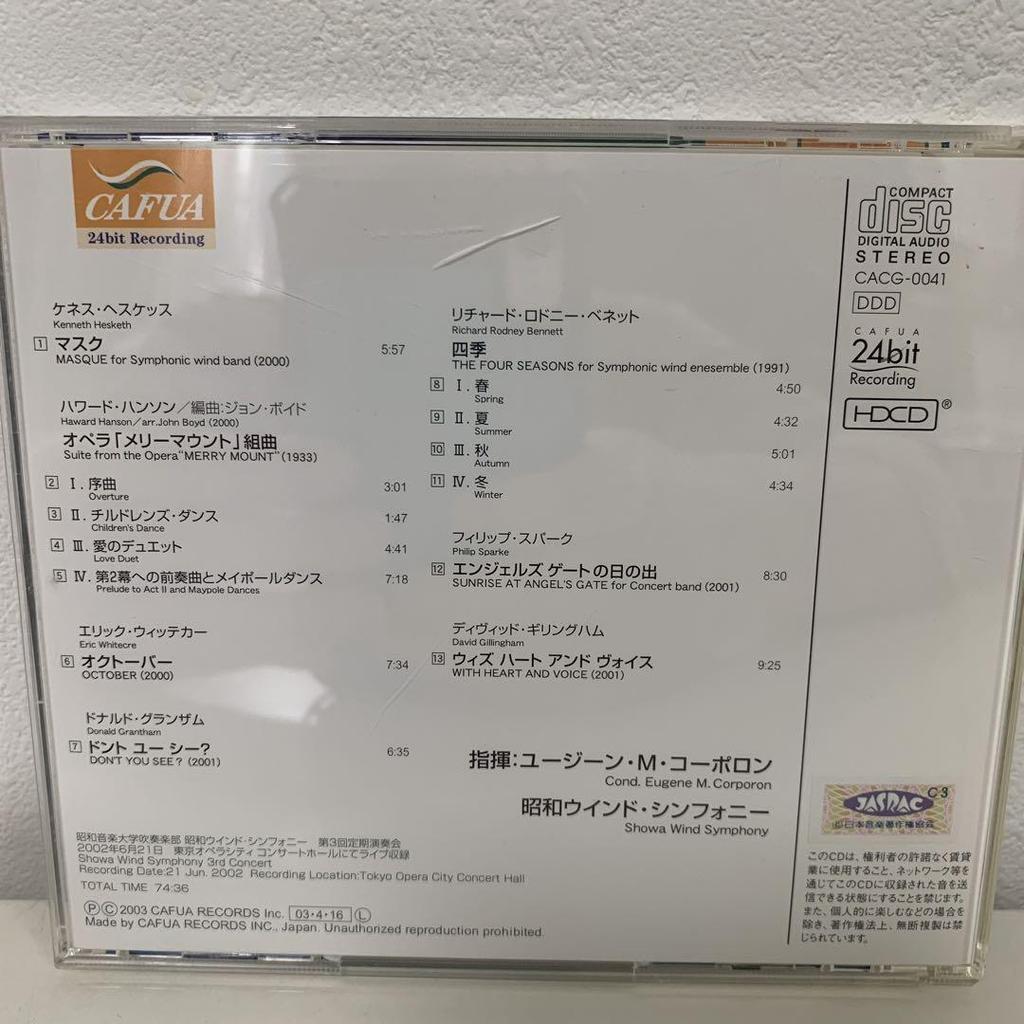 CAFUA
24bit Recording
ケネス・ヘスケッス
Kenneth Hesketh
1 マスク 5:57
MASQUE for Symphonic wind band (2000)
ハワード・ハンソン／編曲:ジョン・ボイド
Haward Hanson/arr.John Boyd (2000)
オペラ「メリーマウント」組曲
Suite from the Opera "MERRY MOUNT" (1933)
2 Ⅰ. 序曲 3:01
Overture
3 Ⅱ. チルドレンズ・ダンス 1:47
Children's Dance
4 Ⅲ. 愛のデュエット 4:41
Love Duet
5 Ⅳ. 第2幕への前奏曲とメイポールダンス 7:18
Prelude to Act II and Maypole Dances
エリック・ウィッテカー
Eric Whitecre
6 オクトーバー 7:34
OCTOBER (2000)
ドナルド・グランザム
Donald Grantham
7 ドント ユー シー? 6:35
DON'T YOU SEE? (2001)
リチャード・ロドニー・ベネット
Richard Rodney Bennett
四季
THE FOUR SEASONS for Symphonic wind enesemble (1991)
8 Ⅰ. 春 4:50
Spring
9 Ⅱ. 夏 4:32
Summer
10 Ⅲ. 秋 5:01
Autumn
11 Ⅳ. 冬 4:34
Winter
フィリップ・スパーク
Philip Sparke
12 エンジェルズ ゲートの日の出 8:30
SUNRISE AT ANGEL'S GATE for Concert band (2001)
ディヴィッド・ギリングハム
David Gillingham
13 ウィズ ハート アンド ヴォイス 9:25
WITH HEART AND VOICE (2001)
指揮:ユージーン・M・コーポロン
Cond. Eugene M. Corporon
昭和ウインド・シンフォニー
Showa Wind Symphony
昭和音楽大学吹奏楽部 昭和ウインド・シンフォニー 第3回定期演奏会
2002年6月21日 東京オペラシティ コンサートホールにてライブ収録
Showa Wind Symphony 3rd Concert
Recording Date:21 Jun. 2002 Recording Location:Tokyo Opera City Concert Hall
TOTAL TIME 74:36
ⓅⒸ2003 CAFUA RECORDS Inc. 03・4・16 Ⓛ
Made by CAFUA RECORDS INC., Japan. Unauthorized reproduction prohibited.
COMPACT
disc
DIGITAL AUDIO
STEREO
CACG-0041
DDD
CAFUA
24bit
Recording
HDCD®
JASRAC C3
日本音楽著作権協会
このCDは、権利者の許諾なく賃貸
業に使用すること、ネットワーク等を
通じてこのCDに収録された音を送
信できる状態にすることを禁じます。
また、個人的に楽しむなどの場合を
除き、著作権法上、無断複製は禁
じられています。